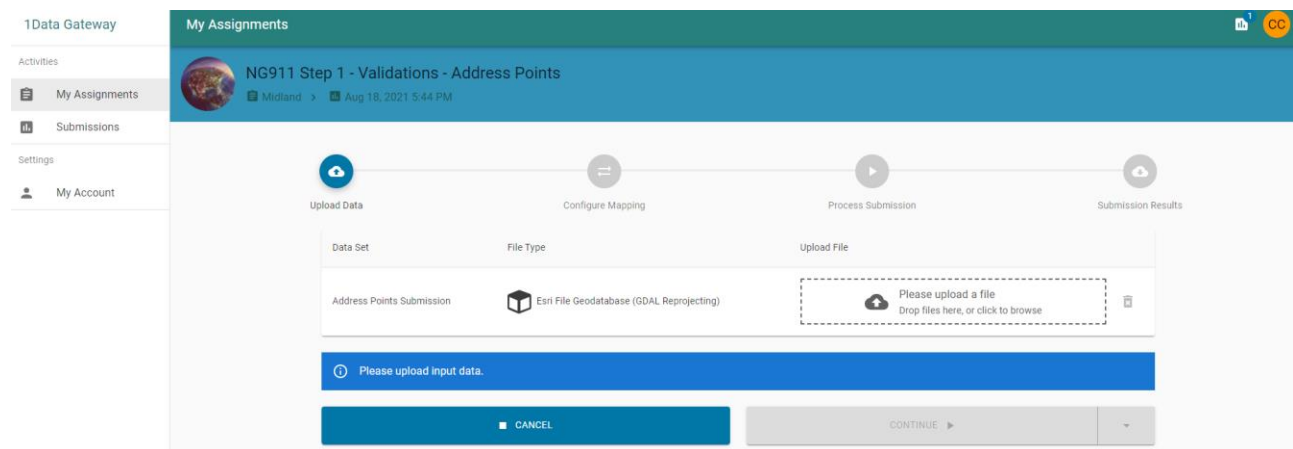 1Data Gateway
My Assignments
1
CC
Activities
My Assignments
Submissions
Settings
My Account
NG911 Step 1 - Validations - Address Points
Midland > Aug 18, 2021 5:44 PM
Upload Data
Configure Mapping
Process Submission
Submission Results
Data Set File Type Upload File
Address Points Submission
Esri File Geodatabase (GDAL Reprojecting)
Please upload a file
Drop files here, or click to browse
Please upload input data.
CANCEL
CONTINUE